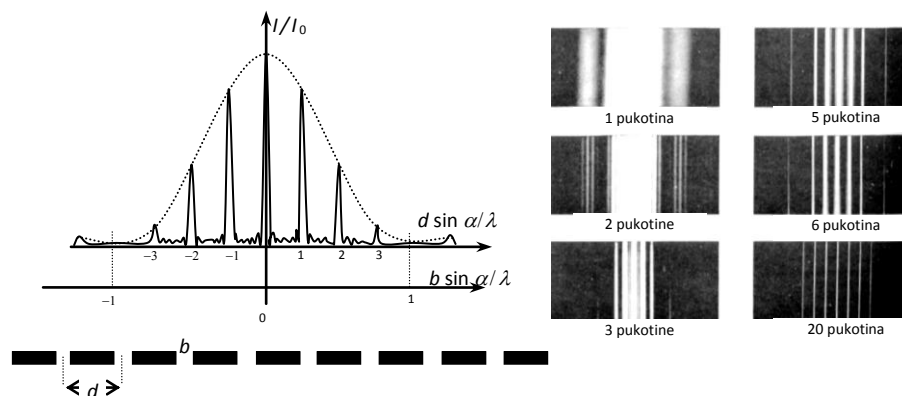 I/I₀
d sin α/λ
−3 −2 −1 1 2 3
b sin α/λ
−1 1
0
b
d
1 pukotina
5 pukotina
2 pukotine
6 pukotina
3 pukotine
20 pukotina